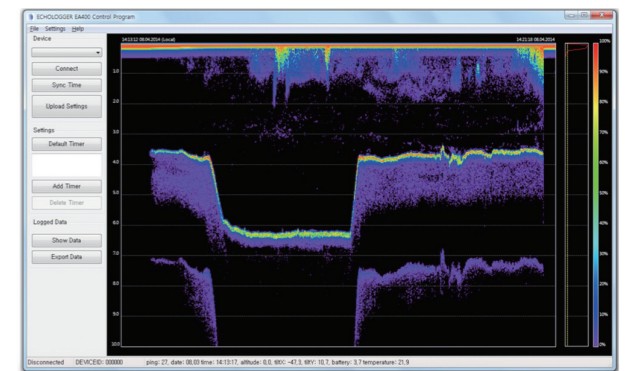 ECHOLOGGER EA400 Control Program
File Settings Help
Device
Connect
Sync Time
Upload Settings
Settings
Default Timer
Add Timer
Delete Timer
Logged Data
Show Data
Export Data
14:13:12 08.04.2014 (Local)
14:21:18 08.04.2014
1.0
2.0
3.0
4.0
5.0
6.0
7.0
8.0
9.0
10.0
100%
90%
80%
70%
60%
50%
40%
30%
20%
10%
0%
Disconnected DEVICEID: 000000 ping: 27, date: 08,03 time: 14:13:17, altitude: 0,0, tiltX: -47,3, tiltY: 10,7, battery: 3,7 temperature: 21,9